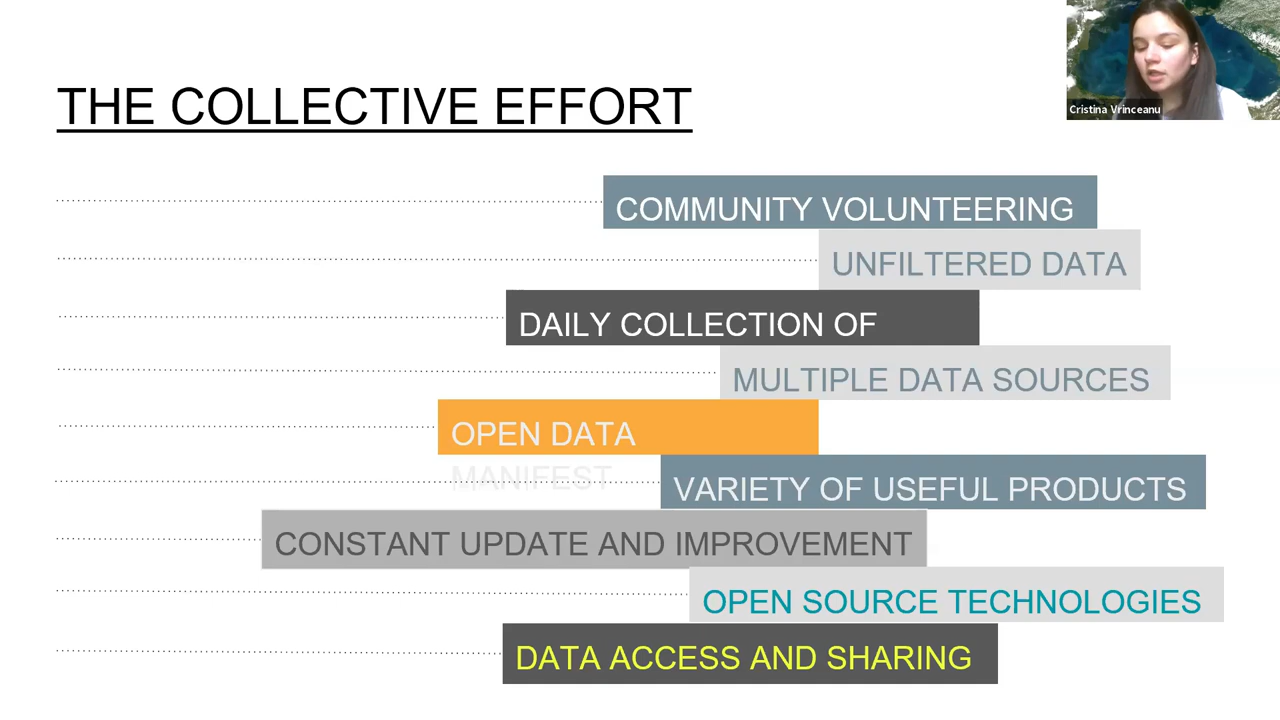 THE COLLECTIVE EFFORT
Cristina Vrinceanu
COMMUNITY VOLUNTEERING
UNFILTERED DATA
DAILY COLLECTION OF
MULTIPLE DATA SOURCES
OPEN DATA
MANIFEST
VARIETY OF USEFUL PRODUCTS
CONSTANT UPDATE AND IMPROVEMENT
OPEN SOURCE TECHNOLOGIES
DATA ACCESS AND SHARING